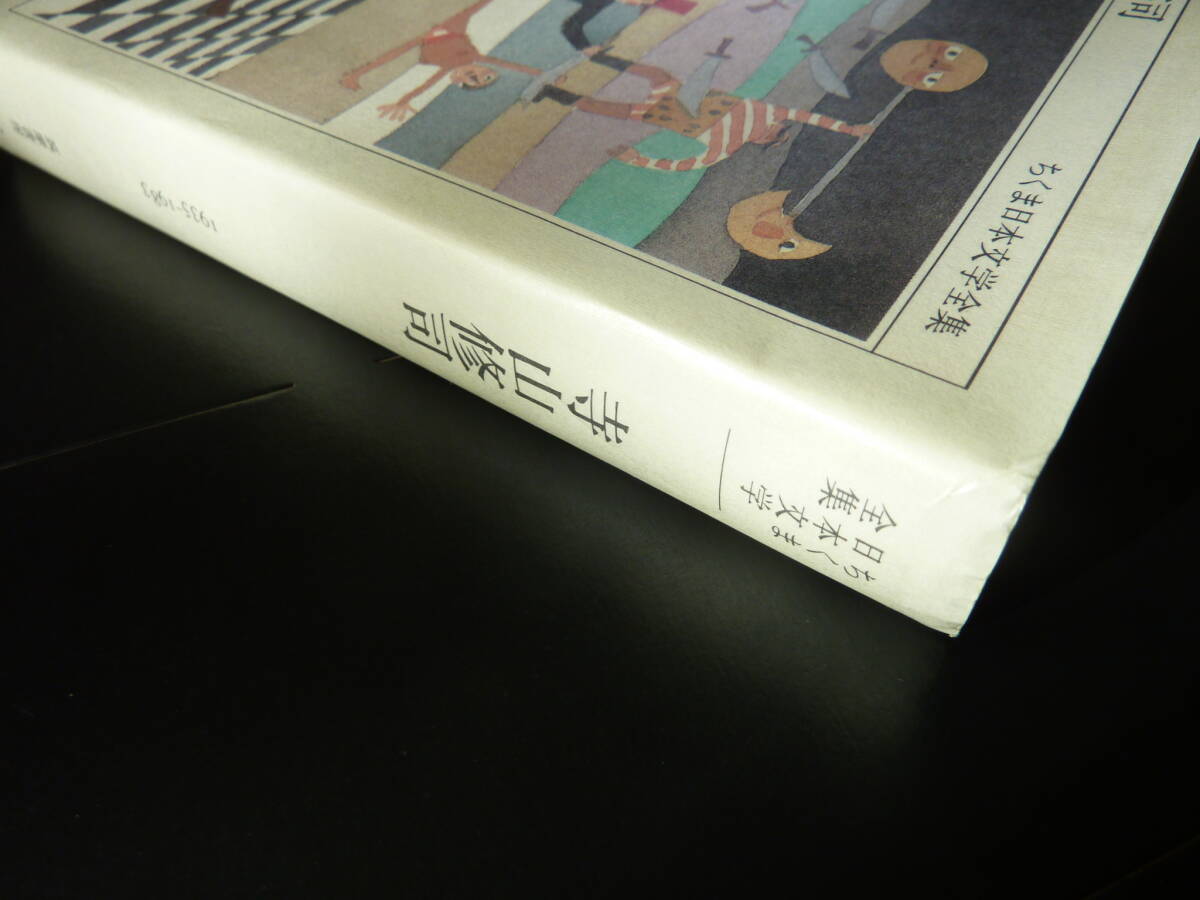 ちくま
日本文学
全集
寺山修司
1935-1983
ちくま日本文学全集
司